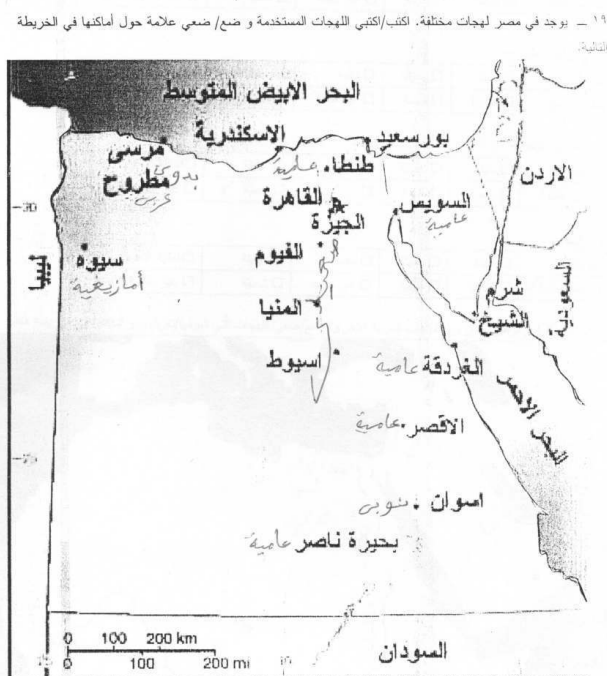 ١٩ – يوجد في مصر لهجات مختلفة. اكتب/اكتبي اللهجات المستخدمة و ضع/ ضعي علامة حول أماكنها في الخريطة
التالية.
البحر الابيض المتوسط
مرسى
مطروح
بدوي
عربي
الاسكندرية
بورسعيد
طنطا
عامية
القاهرة
الجيزة
السويس
عامية
الاردن
ليبيا
سيوه
أمازيغية
الفيوم
المنيا
اسيوط
شرم
الشيخ
السعودية
الغردقة
عامية
البحر الاحمر
الاقصر
عامية
اسوان
نوبي
بحيرة ناصر
عامية
السودان
0 100 200 km
0 100 200 mi